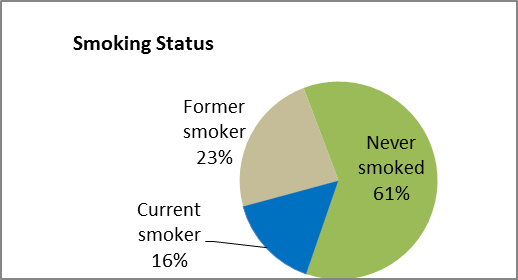 Smoking Status
Former
smoker
23%
Never
smoked
61%
Current
smoker
16%